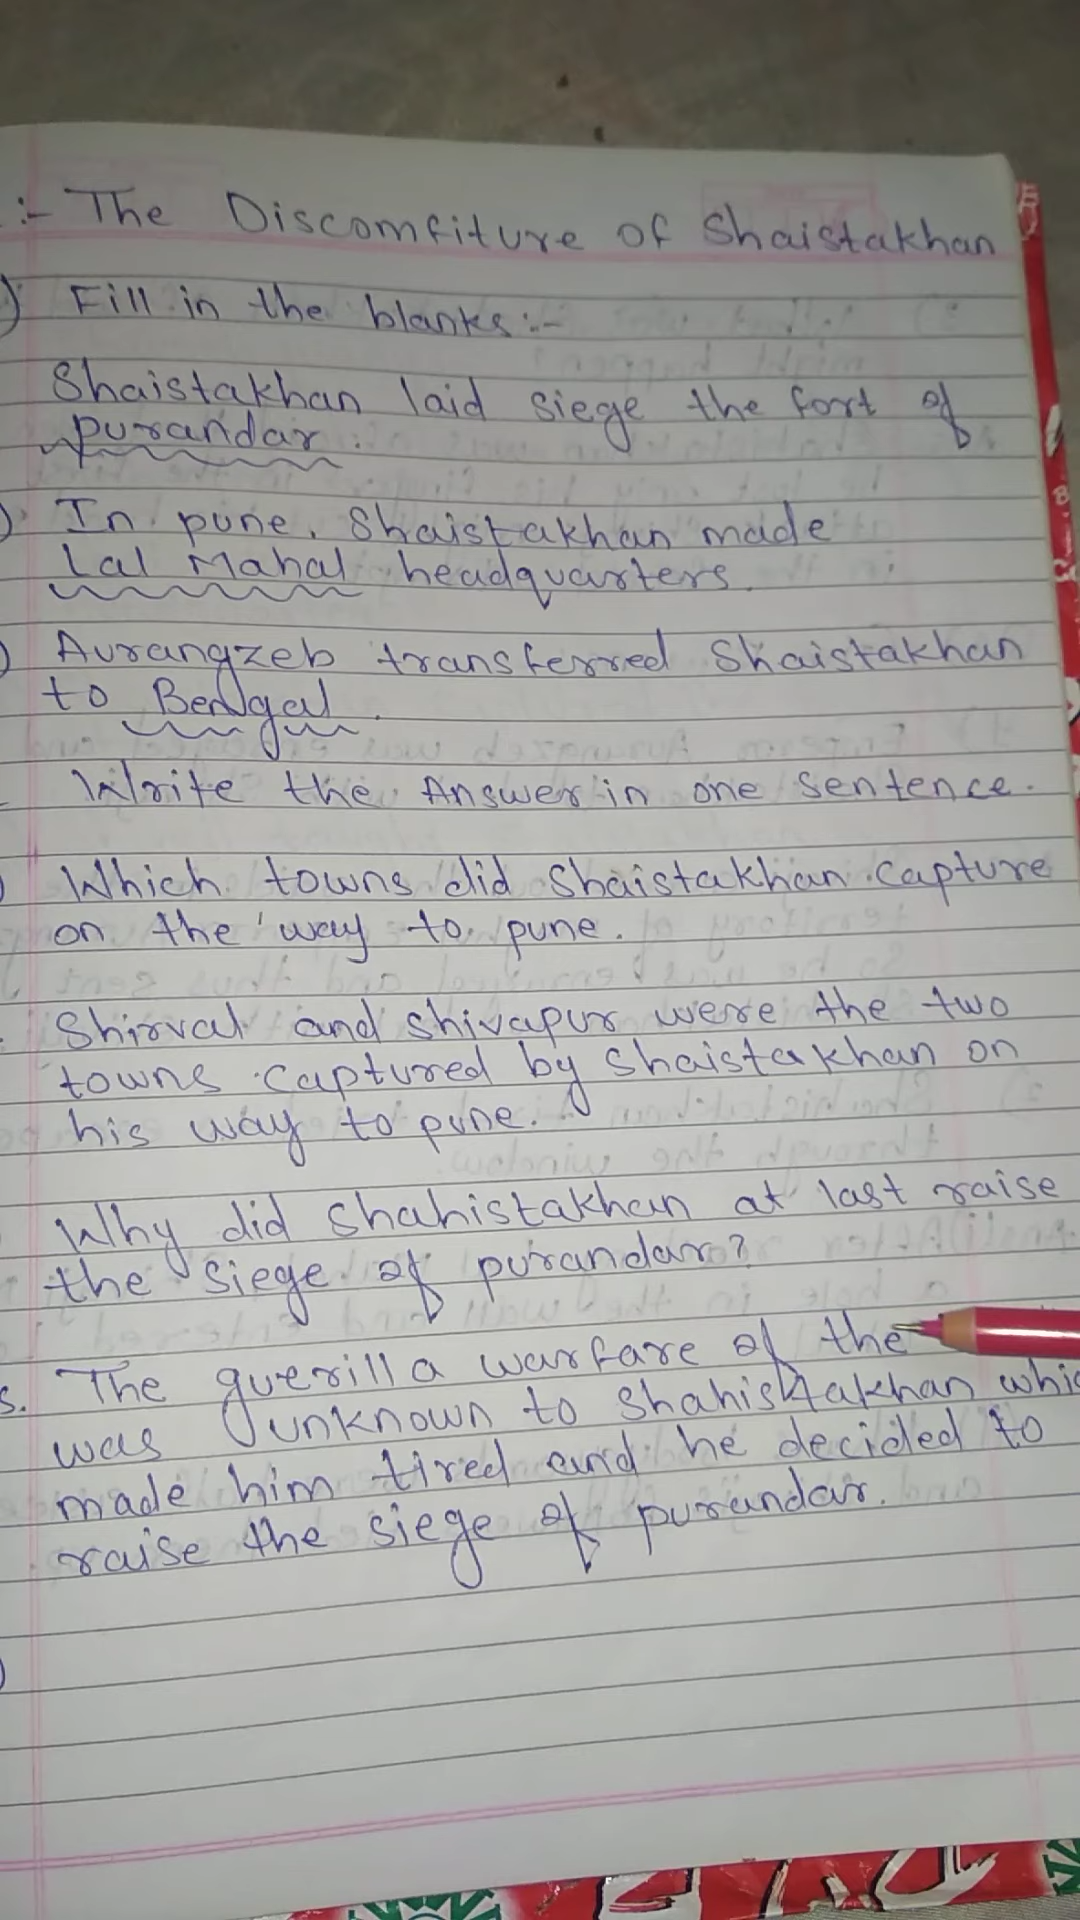 :- The Discomfiture of Shaistakhan
) Fill in the blanks :-
Shaistakhan laid siege the fort of
purandar.
) In pune, Shaistakhan made
Lal Mahal headquarters.
) Aurangzeb transferred Shaistakhan
to Bengal.
Write the Answer in one sentence.
) Which towns did Shaistakhan capture
on the way to pune.
Shirval and shivapur were the two
towns captured by Shaistakhan on
his way to pune.
Why did shahistakhan at last raise
the siege of purandar?
s. The guerilla warfare of the
was unknown to Shahistakhan whic
made him tired and he decided to
raise the siege of purandar.